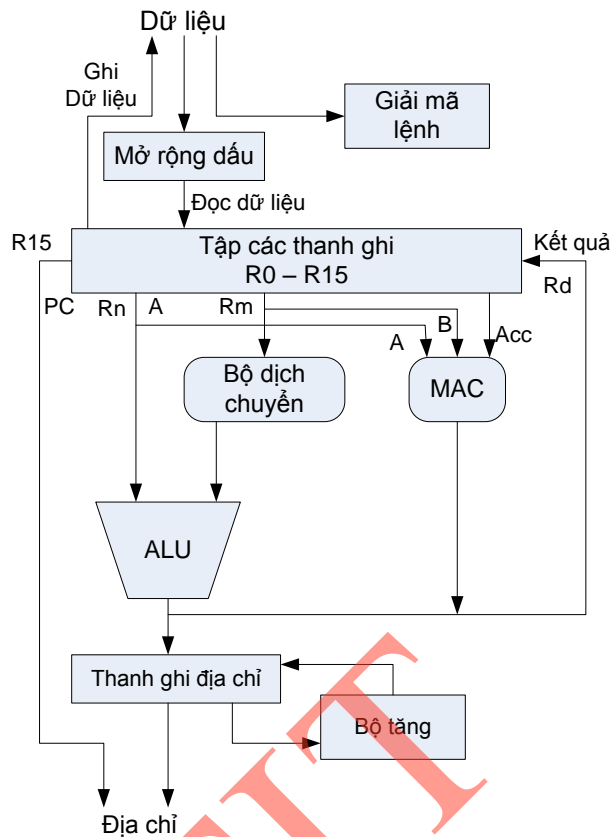 Dữ liệu
Ghi
Dữ liệu
Giải mã
lệnh
Mở rộng dấu
Đọc dữ liệu
R15
Tập các thanh ghi
R0 – R15
Kết quả
Rd
PC
Rn
A
Rm
A
B
Acc
Bộ dịch
chuyển
MAC
ALU
Thanh ghi địa chỉ
Bộ tăng
Địa chỉ